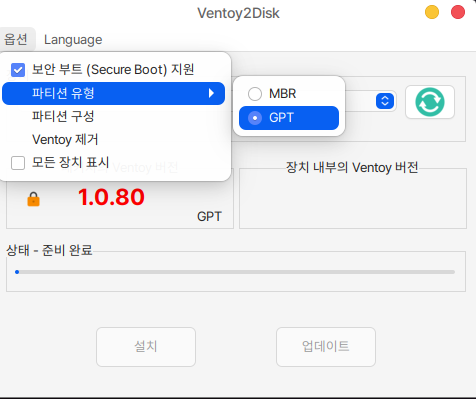 Ventoy2Disk
옵션 Language
보안 부트 (Secure Boot) 지원
파티션 유형
MBR
GPT
파티션 구성
Ventoy 제거
모든 장치 표시
버전
장치 내부의 Ventoy 버전
1.0.80
GPT
상태 - 준비 완료
설치
업데이트